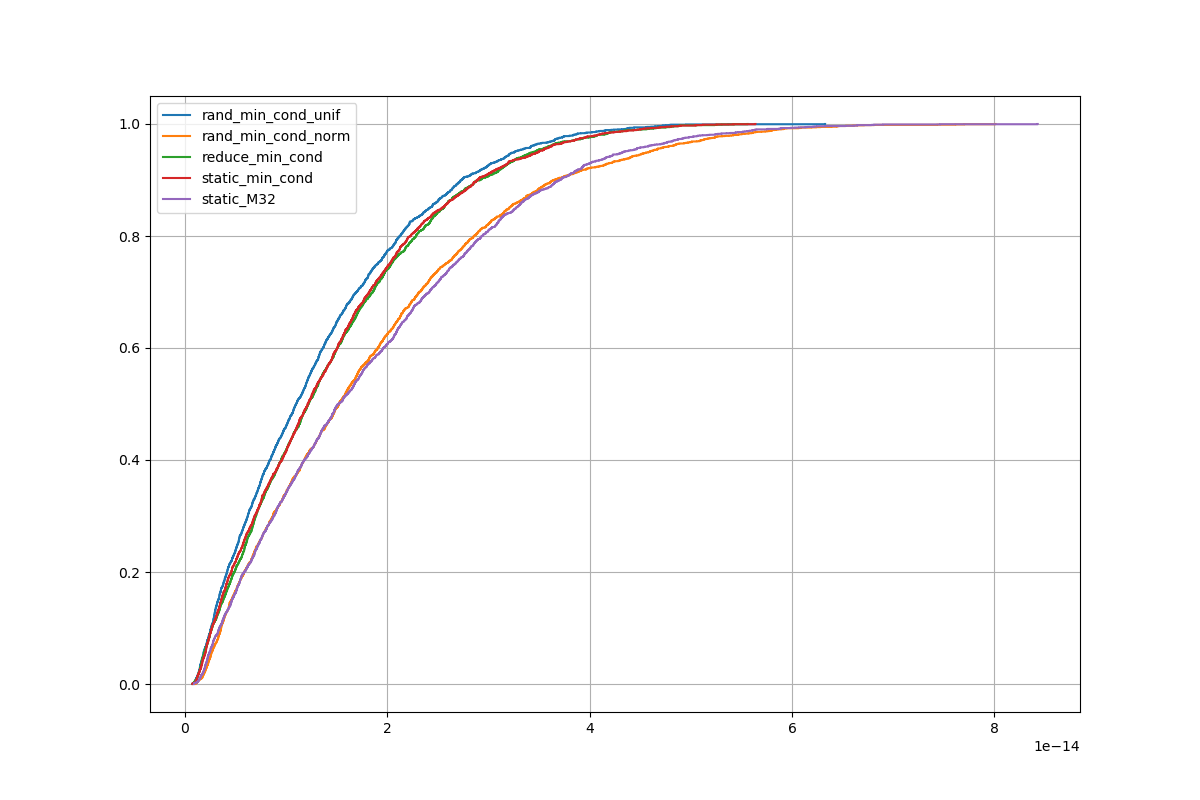 rand_min_cond_unif
rand_min_cond_norm
reduce_min_cond
static_min_cond
static_M32
1.0
0.8
0.6
0.4
0.2
0.0
0 2 4 6 8
1e−14